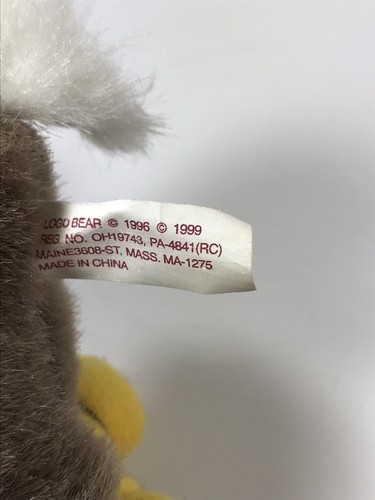 LOGO BEAR © 1996 © 1999
REG. NO. OH19743, PA-4841(RC)
MAINE3608-ST, MASS. MA-1275
MADE IN CHINA